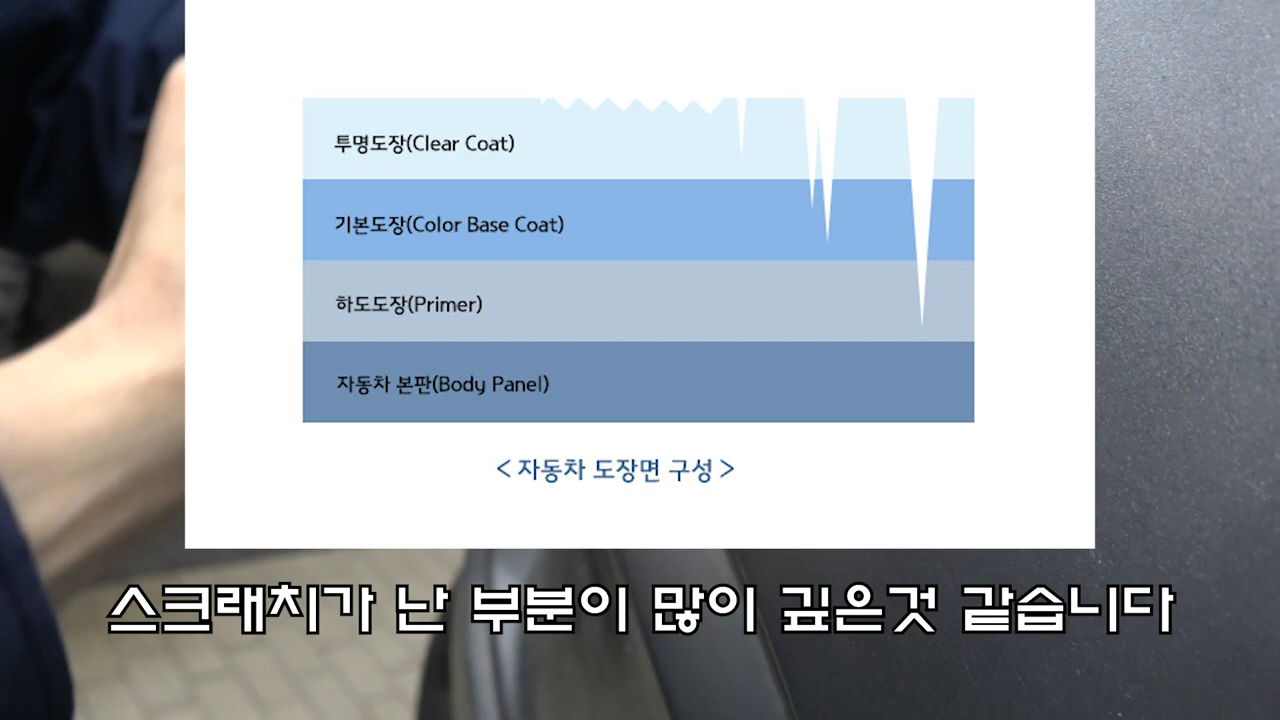 투명도장(Clear Coat)
기본도장(Color Base Coat)
하도도장(Primer)
자동차 본판(Body Panel)
< 자동차 도장면 구성 >
스크래치가 난 부분이 많이 깊은것 같습니다